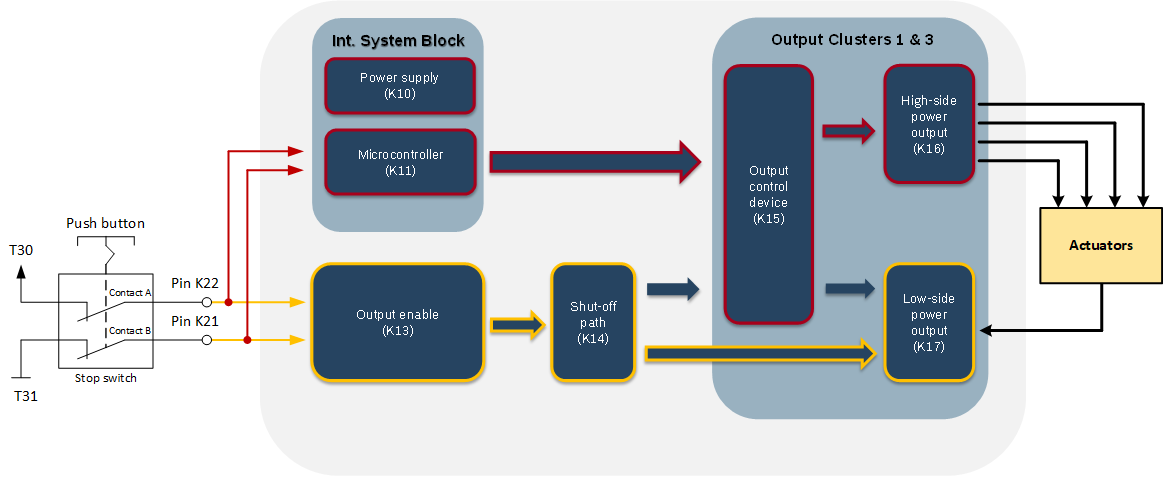 Int. System Block
Power supply
(K10)
Microcontroller
(K11)
Output Clusters 1 & 3
Output
control
device
(K15)
High-side
power
output
(K16)
Actuators
Push button
T30
Contact A
Pin K22
Contact B
Pin K21
Stop switch
T31
Output enable
(K13)
Shut-off
path
(K14)
Low-side
power
output
(K17)